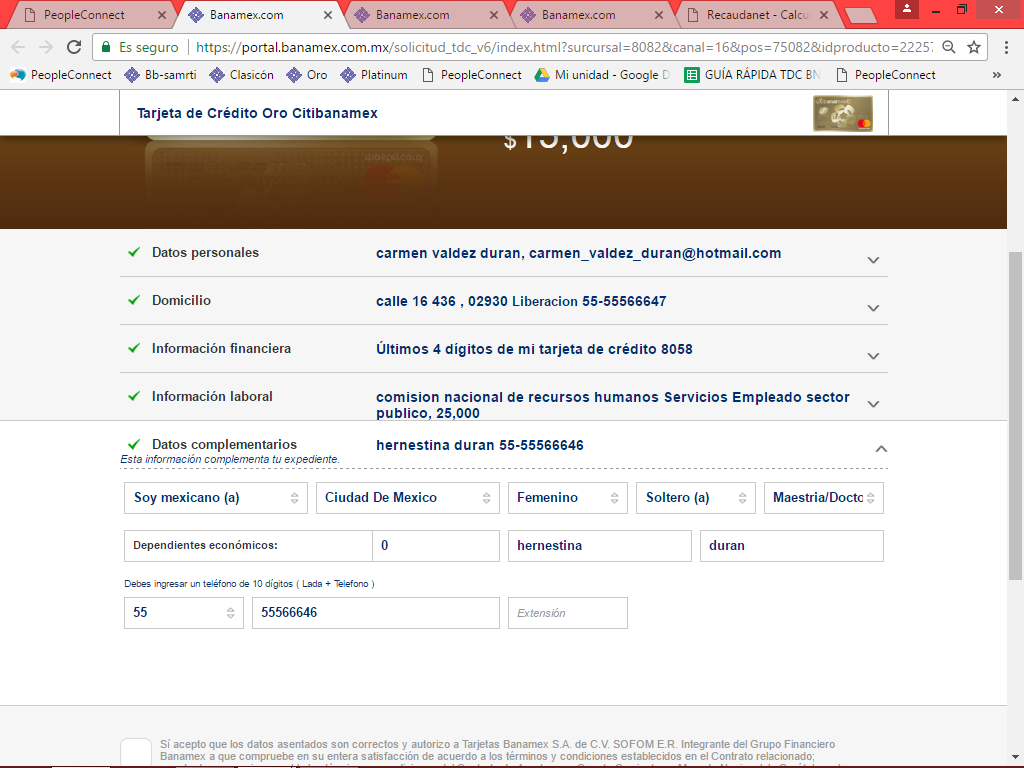 PeopleConnect
Banamex.com
Banamex.com
Banamex.com
Recaudanet - Calcu
Es seguro
https://portal.banamex.com.mx/solicitud_tdc_v6/index.html?surcursal=8082&canal=16&pos=75082&idproducto=22257
PeopleConnect
Bb-samrti
Clasicón
Oro
Platinum
PeopleConnect
Mi unidad - Google D
GUÍA RÁPIDA TDC BN
PeopleConnect
»
Tarjeta de Crédito Oro Citibanamex
Datos personales
carmen valdez duran, carmen_valdez_duran@hotmail.com
Domicilio
calle 16 436 , 02930 Liberacion 55-55566647
Información financiera
Últimos 4 dígitos de mi tarjeta de crédito 8058
Información laboral
comision nacional de recursos humanos Servicios Empleado sector
publico, 25,000
Datos complementarios
hernestina duran 55-55566646
Esta información complementa tu expediente.
Soy mexicano (a)
Ciudad De Mexico
Femenino
Soltero (a)
Maestria/Docto
Dependientes económicos:
0
hernestina
duran
Debes ingresar un teléfono de 10 dígitos ( Lada + Telefono )
55
55566646
Extensión
Sí acepto que los datos asentados son correctos y autorizo a Tarjetas Banamex S.A. de C.V. SOFOM E.R. Integrante del Grupo Financiero
Banamex a que compruebe en su entera satisfacción de acuerdo a los términos y condiciones establecidos en el Contrato relacionado;